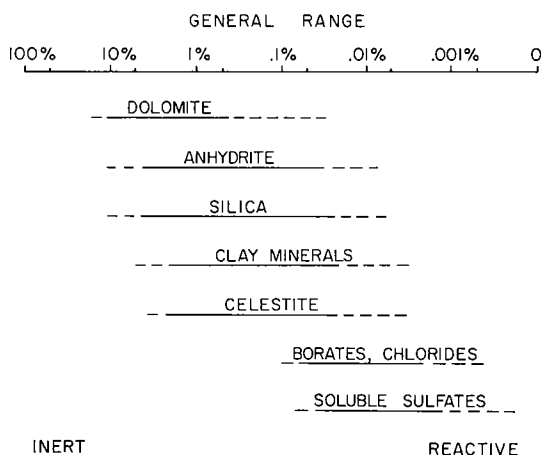 GENERAL RANGE
100% 10% 1% .1% .01% .001% 0
DOLOMITE
ANHYDRITE
SILICA
CLAY MINERALS
CELESTITE
BORATES, CHLORIDES
SOLUBLE SULFATES
INERT REACTIVE